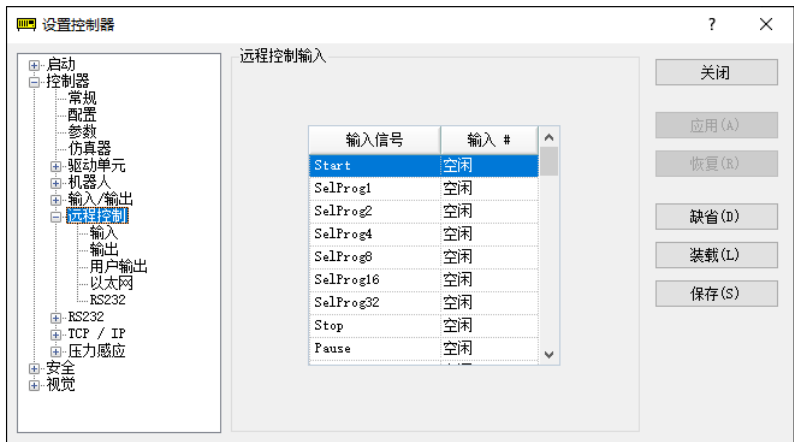 设置控制器
启动
控制器
常规
配置
参数
仿真器
驱动单元
机器人
输入/输出
远程控制
输入
输出
用户输出
以太网
RS232
RS232
TCP / IP
压力感应
安全
视觉
远程控制输入
输入信号 输入 #
Start 空闲
SelProg1 空闲
SelProg2 空闲
SelProg4 空闲
SelProg8 空闲
SelProg16 空闲
SelProg32 空闲
Stop 空闲
Pause 空闲
关闭
应用(A)
恢复(R)
缺省(D)
装载(L)
保存(S)